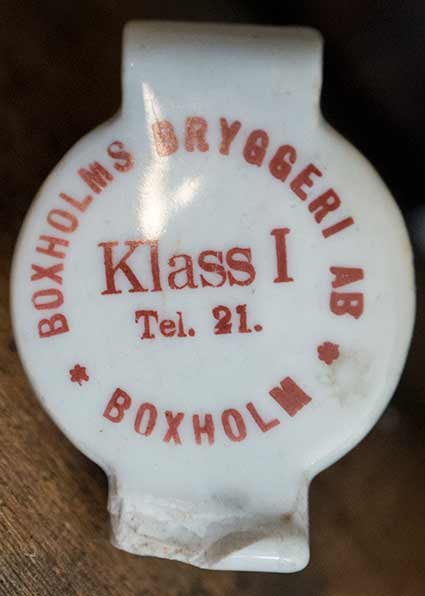 BOXHOLMS BRYGGERI AB
Klass I
Tel. 21.
* BOXHOLM *